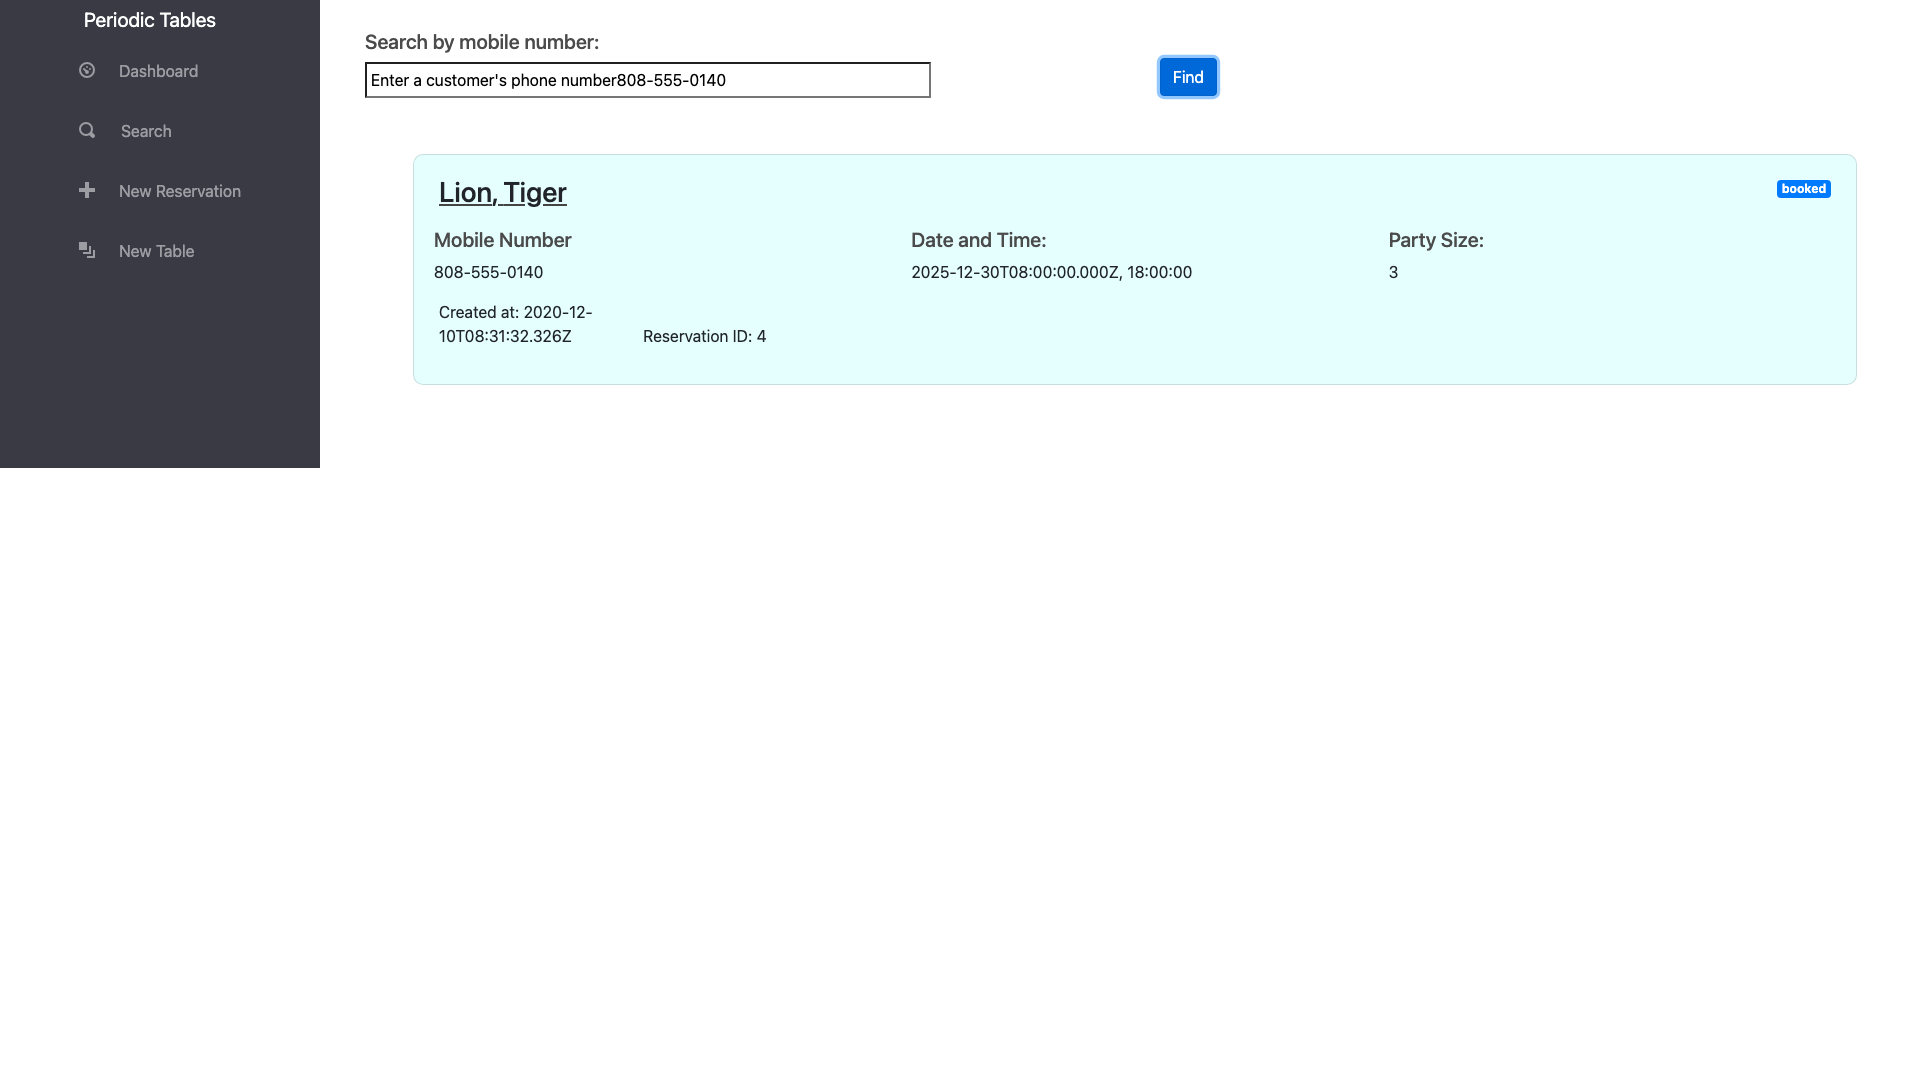 Periodic Tables
Dashboard
Search
New Reservation
New Table
Search by mobile number:
Enter a customer's phone number808-555-0140
Find
Lion, Tiger
booked
Mobile Number
808-555-0140
Date and Time:
2025-12-30T08:00:00.000Z, 18:00:00
Party Size:
3
Created at: 2020-12-
10T08:31:32.326Z
Reservation ID: 4